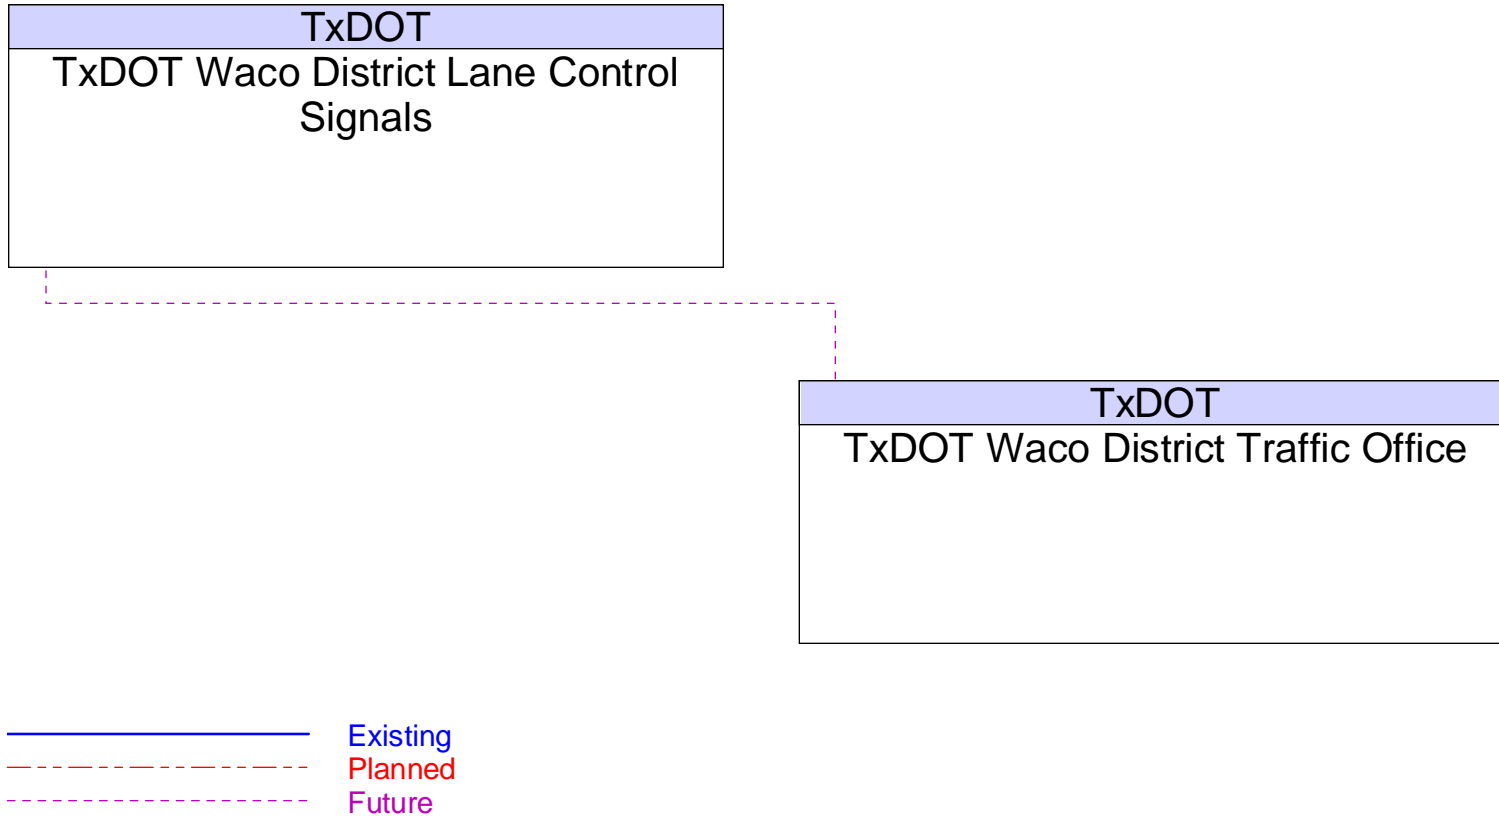 TxDOT
TxDOT Waco District Lane Control
Signals
TxDOT
TxDOT Waco District Traffic Office
Existing
Planned
Future